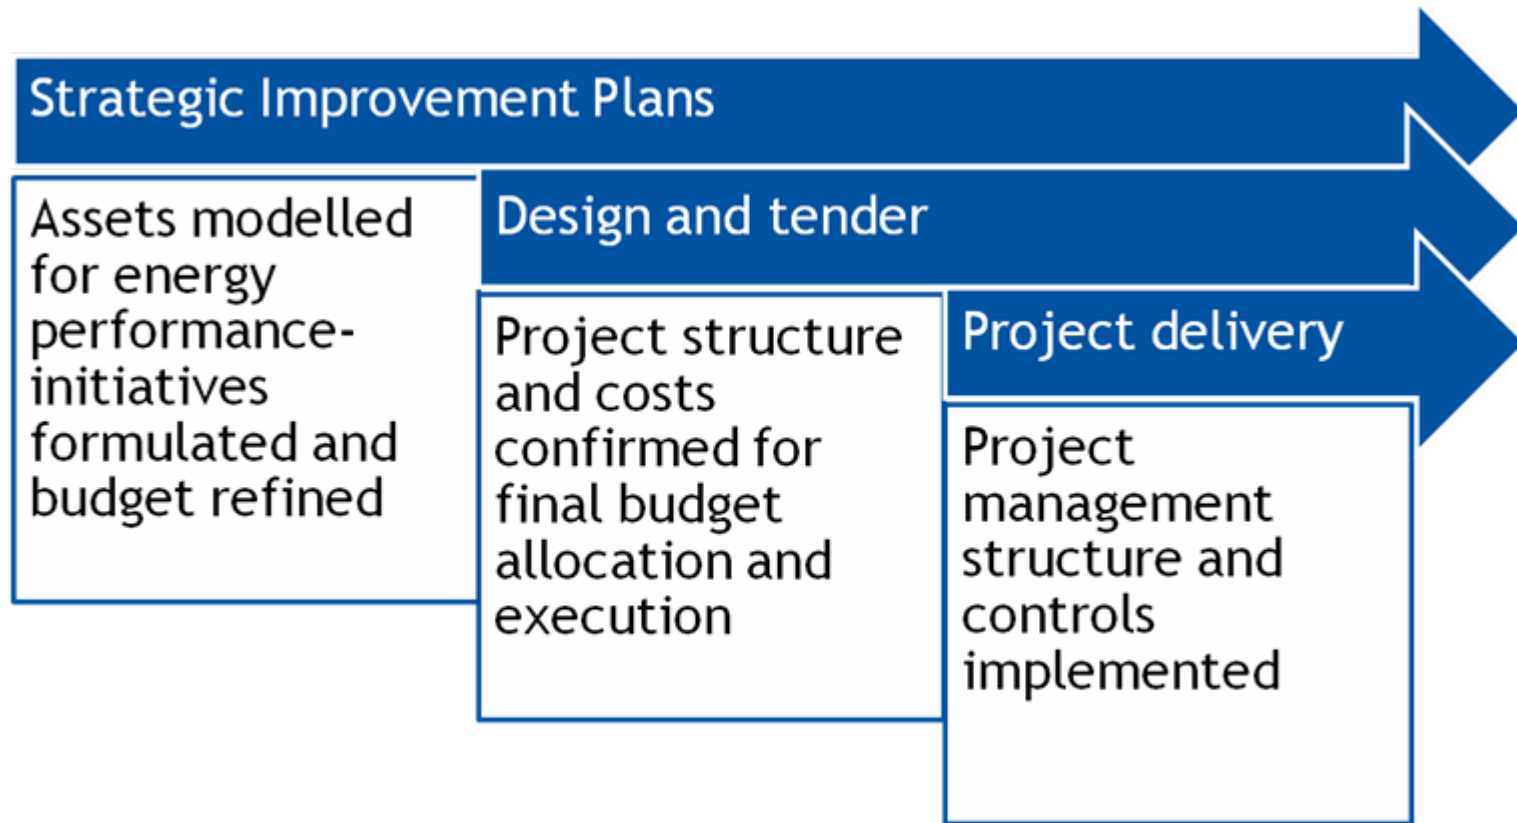 Strategic Improvement Plans
Assets modelled
for energy
performance-
initiatives
formulated and
budget refined
Design and tender
Project structure
and costs
confirmed for
final budget
allocation and
execution
Project delivery
Project
management
structure and
controls
implemented